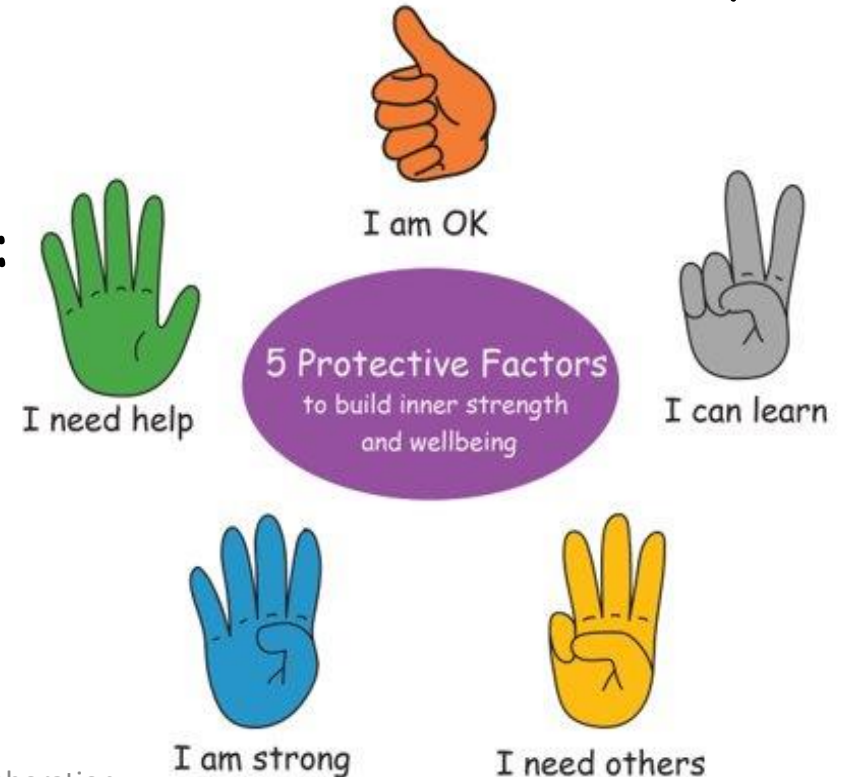 I am OK
I can learn
I need others
I am strong
I need help
5 Protective Factors
to build inner strength
and wellbeing